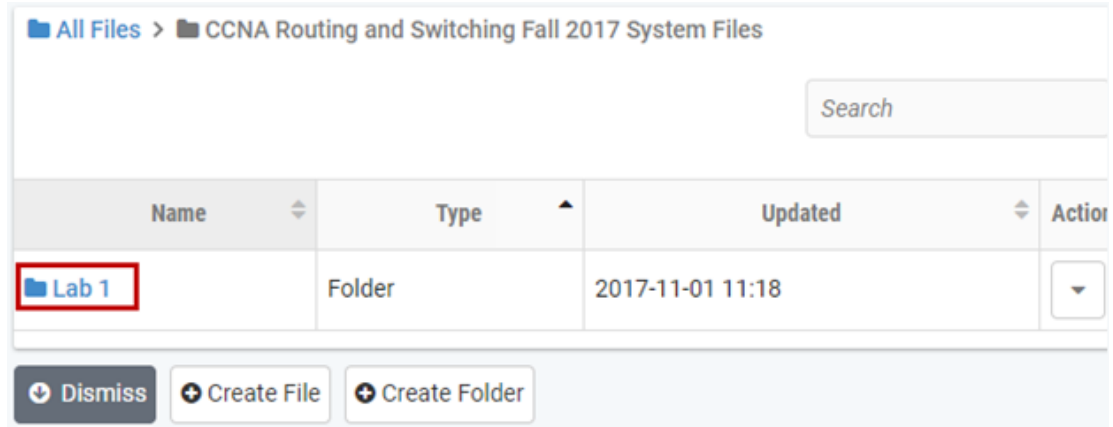 All Files > CCNA Routing and Switching Fall 2017 System Files
Search
Name Type Updated Action
Lab 1 Folder 2017-11-01 11:18
Dismiss Create File Create Folder